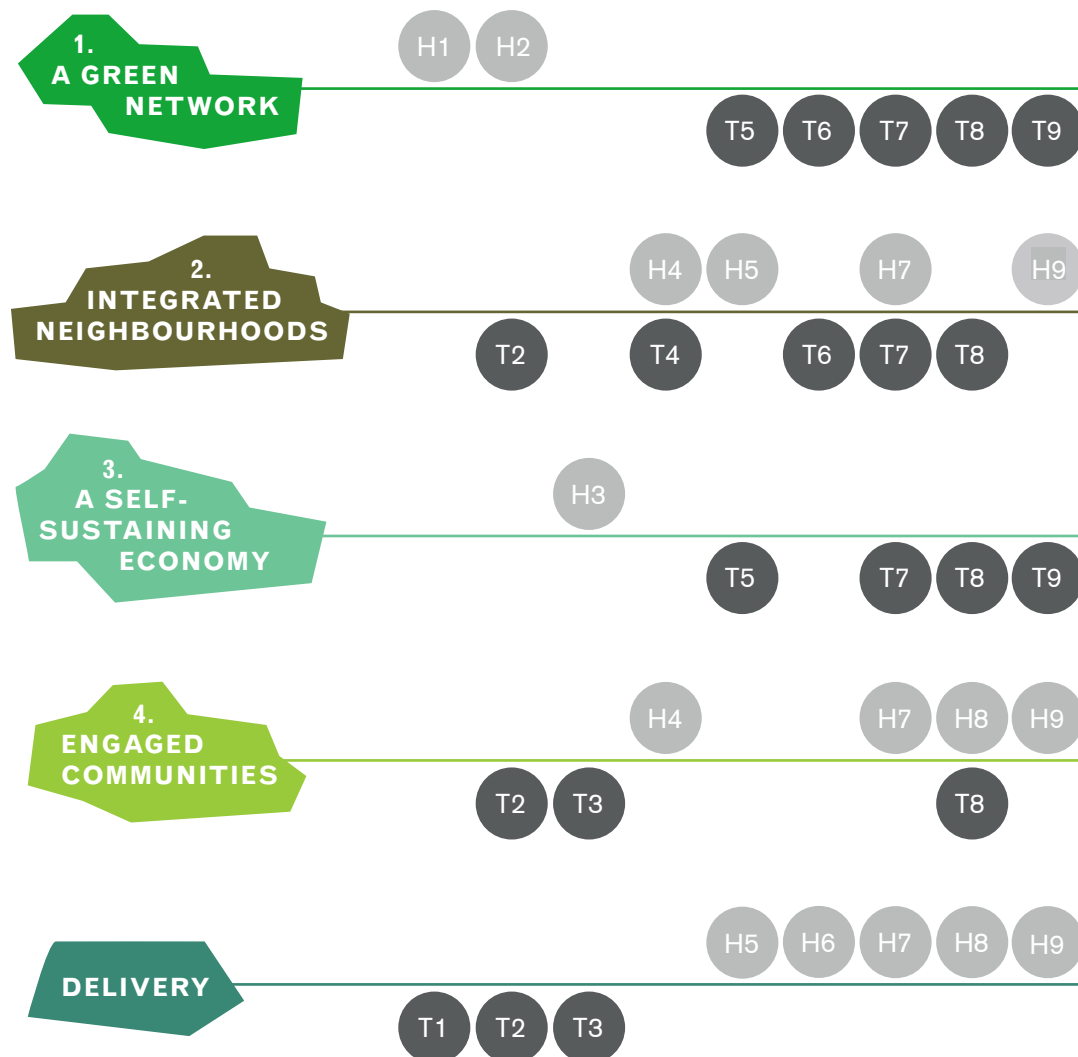 1.
A GREEN
NETWORK
H1 H2
T5 T6 T7 T8 T9
2.
INTEGRATED
NEIGHBOURHOODS
H4 H5 H7 H9
T2 T4 T6 T7 T8
3.
A SELF-
SUSTAINING
ECONOMY
H3
T5 T7 T8 T9
4.
ENGAGED
COMMUNITIES
H4 H7 H8 H9
T2 T3 T8
DELIVERY
H5 H6 H7 H8 H9
T1 T2 T3